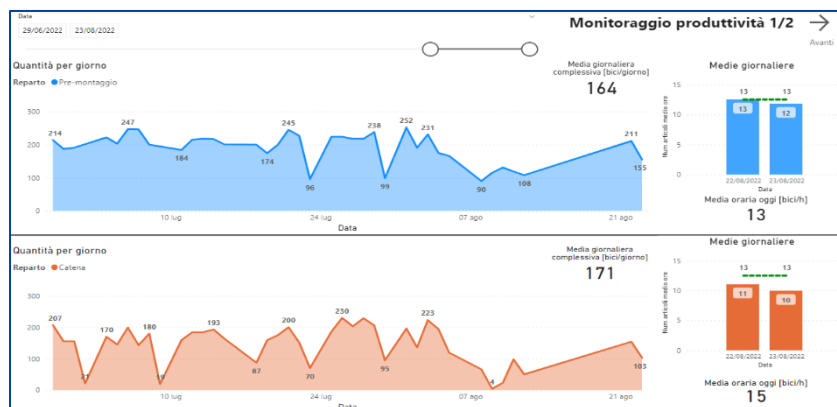 Data
29/06/2022 23/08/2022
Monitoraggio produttività 1/2
Avanti
Quantità per giorno
Reparto Pre-montaggio
Media giornaliera
complessiva [bici/giorno]
164
300
200
100
0
214
247
184
174
245
96
238
99
252
231
90
108
211
155
10 lug
24 lug
07 ago
21 ago
Data
Medie giornaliere
Num articoli medio ore
15
10
5
0
13
13
13
12
22/08/2022
23/08/2022
Data
Media oraria oggi [bici/h]
13
Quantità per giorno
Reparto Catena
Media giornaliera
complessiva [bici/giorno]
171
300
200
100
0
207
21
170
180
19
193
87
200
70
230
95
223
4
103
10 lug
24 lug
07 ago
21 ago
Data
Medie giornaliere
Num articoli medio ore
15
10
5
0
13
13
11
10
22/08/2022
23/08/2022
Data
Media oraria oggi [bici/h]
15